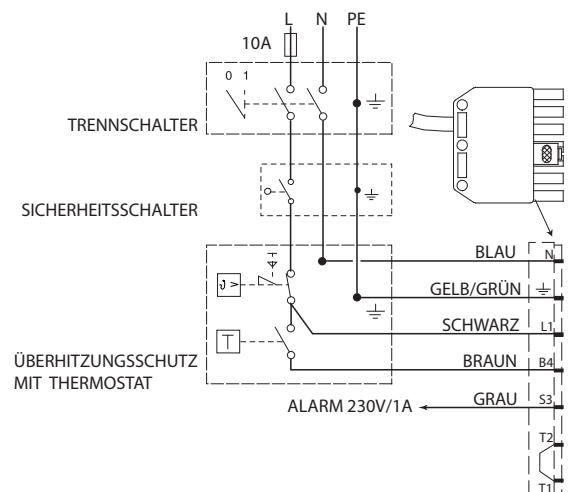 L N PE
10A
0 1
TRENNSCHALTER
SICHERHEITSSCHALTER
BLAU N
GELB/GRÜN
SCHWARZ L1
T
BRAUN B4
ÜBERHITZUNGSSCHUTZ
MIT THERMOSTAT
GRAU S3
ALARM 230V/1A
T2
T1